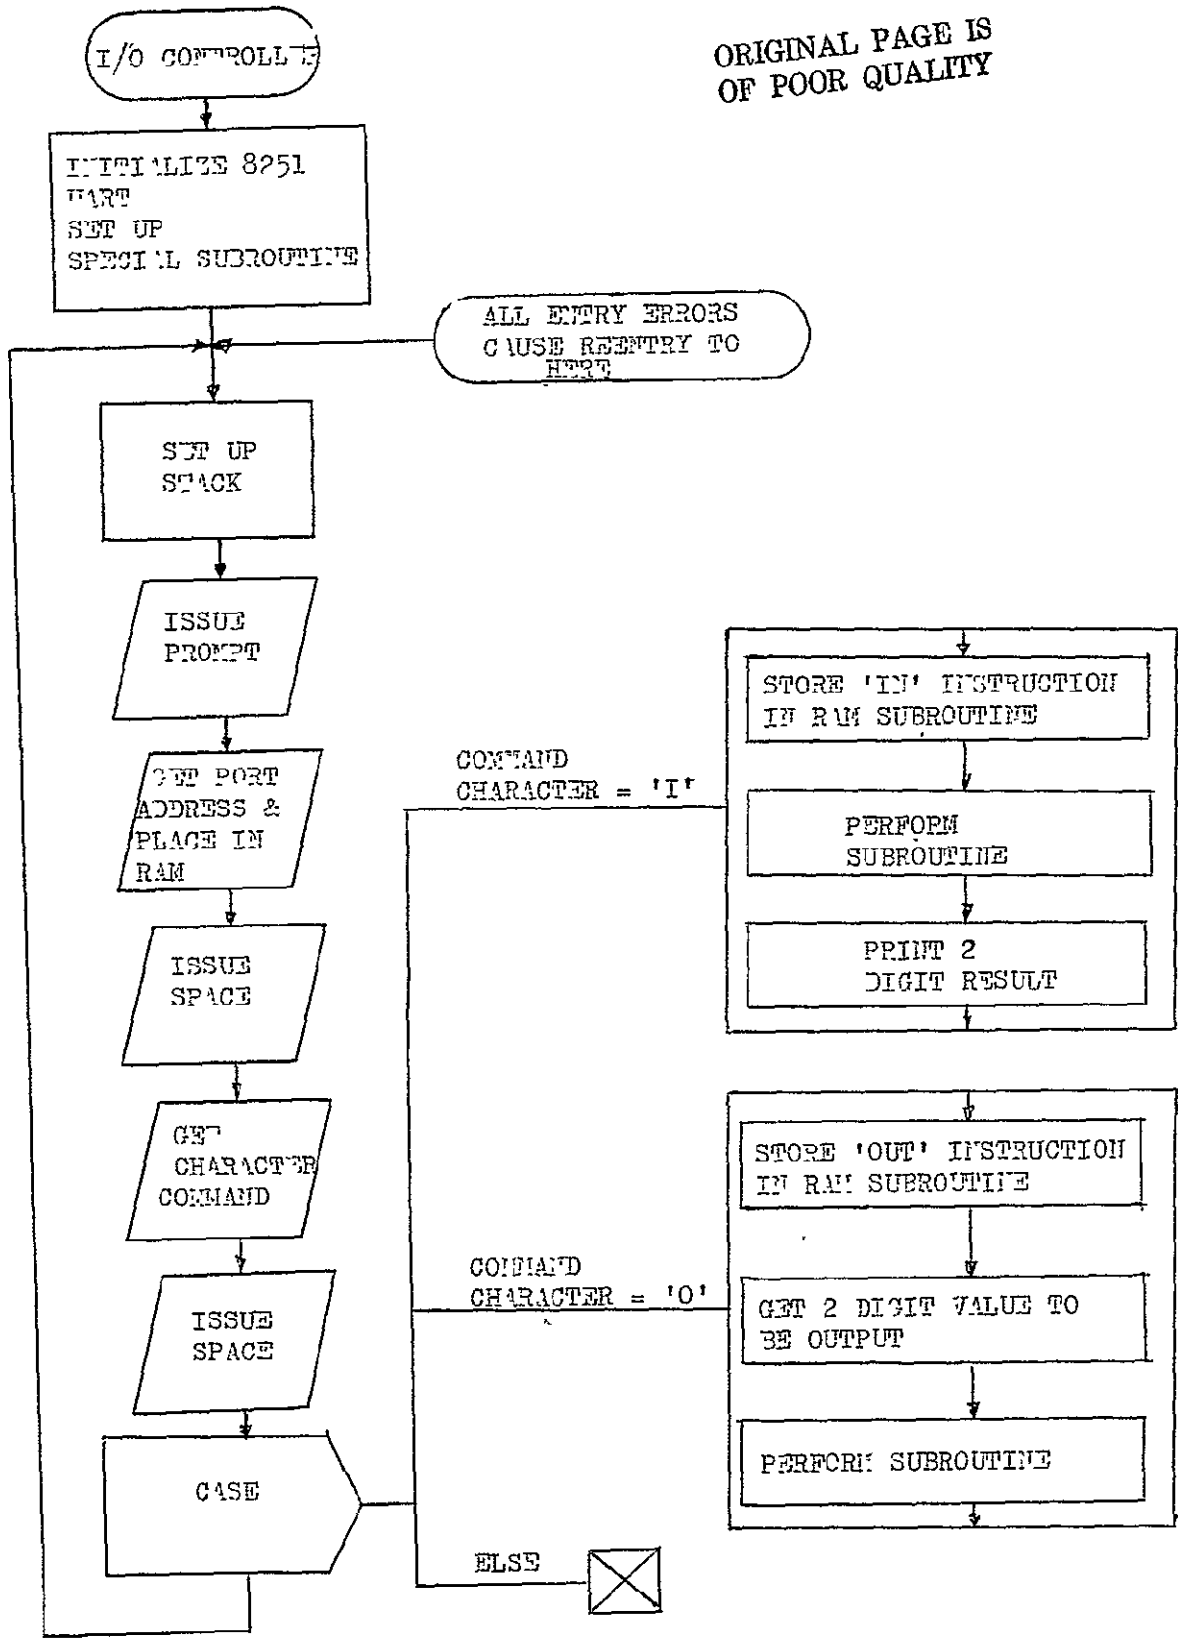 I/O CONTROLLER
ORIGINAL PAGE IS
OF POOR QUALITY
INITIALIZE 8251
UART
SET UP
SPECIAL SUBROUTINE
ALL ENTRY ERRORS
CAUSE REENTRY TO
HERE
SET UP
STACK
ISSUE
PROMPT
GET PORT
ADDRESS &
PLACE IN
RAM
ISSUE
SPACE
GET
CHARACTER
COMMAND
ISSUE
SPACE
CASE
COMMAND
CHARACTER = 'I'
STORE 'IN' INSTRUCTION
IN RAM SUBROUTINE
PERFORM
SUBROUTINE
PRINT 2
DIGIT RESULT
COMMAND
CHARACTER = 'O'
STORE 'OUT' INSTRUCTION
IN RAM SUBROUTINE
GET 2 DIGIT VALUE TO
BE OUTPUT
PERFORM SUBROUTINE
ELSE